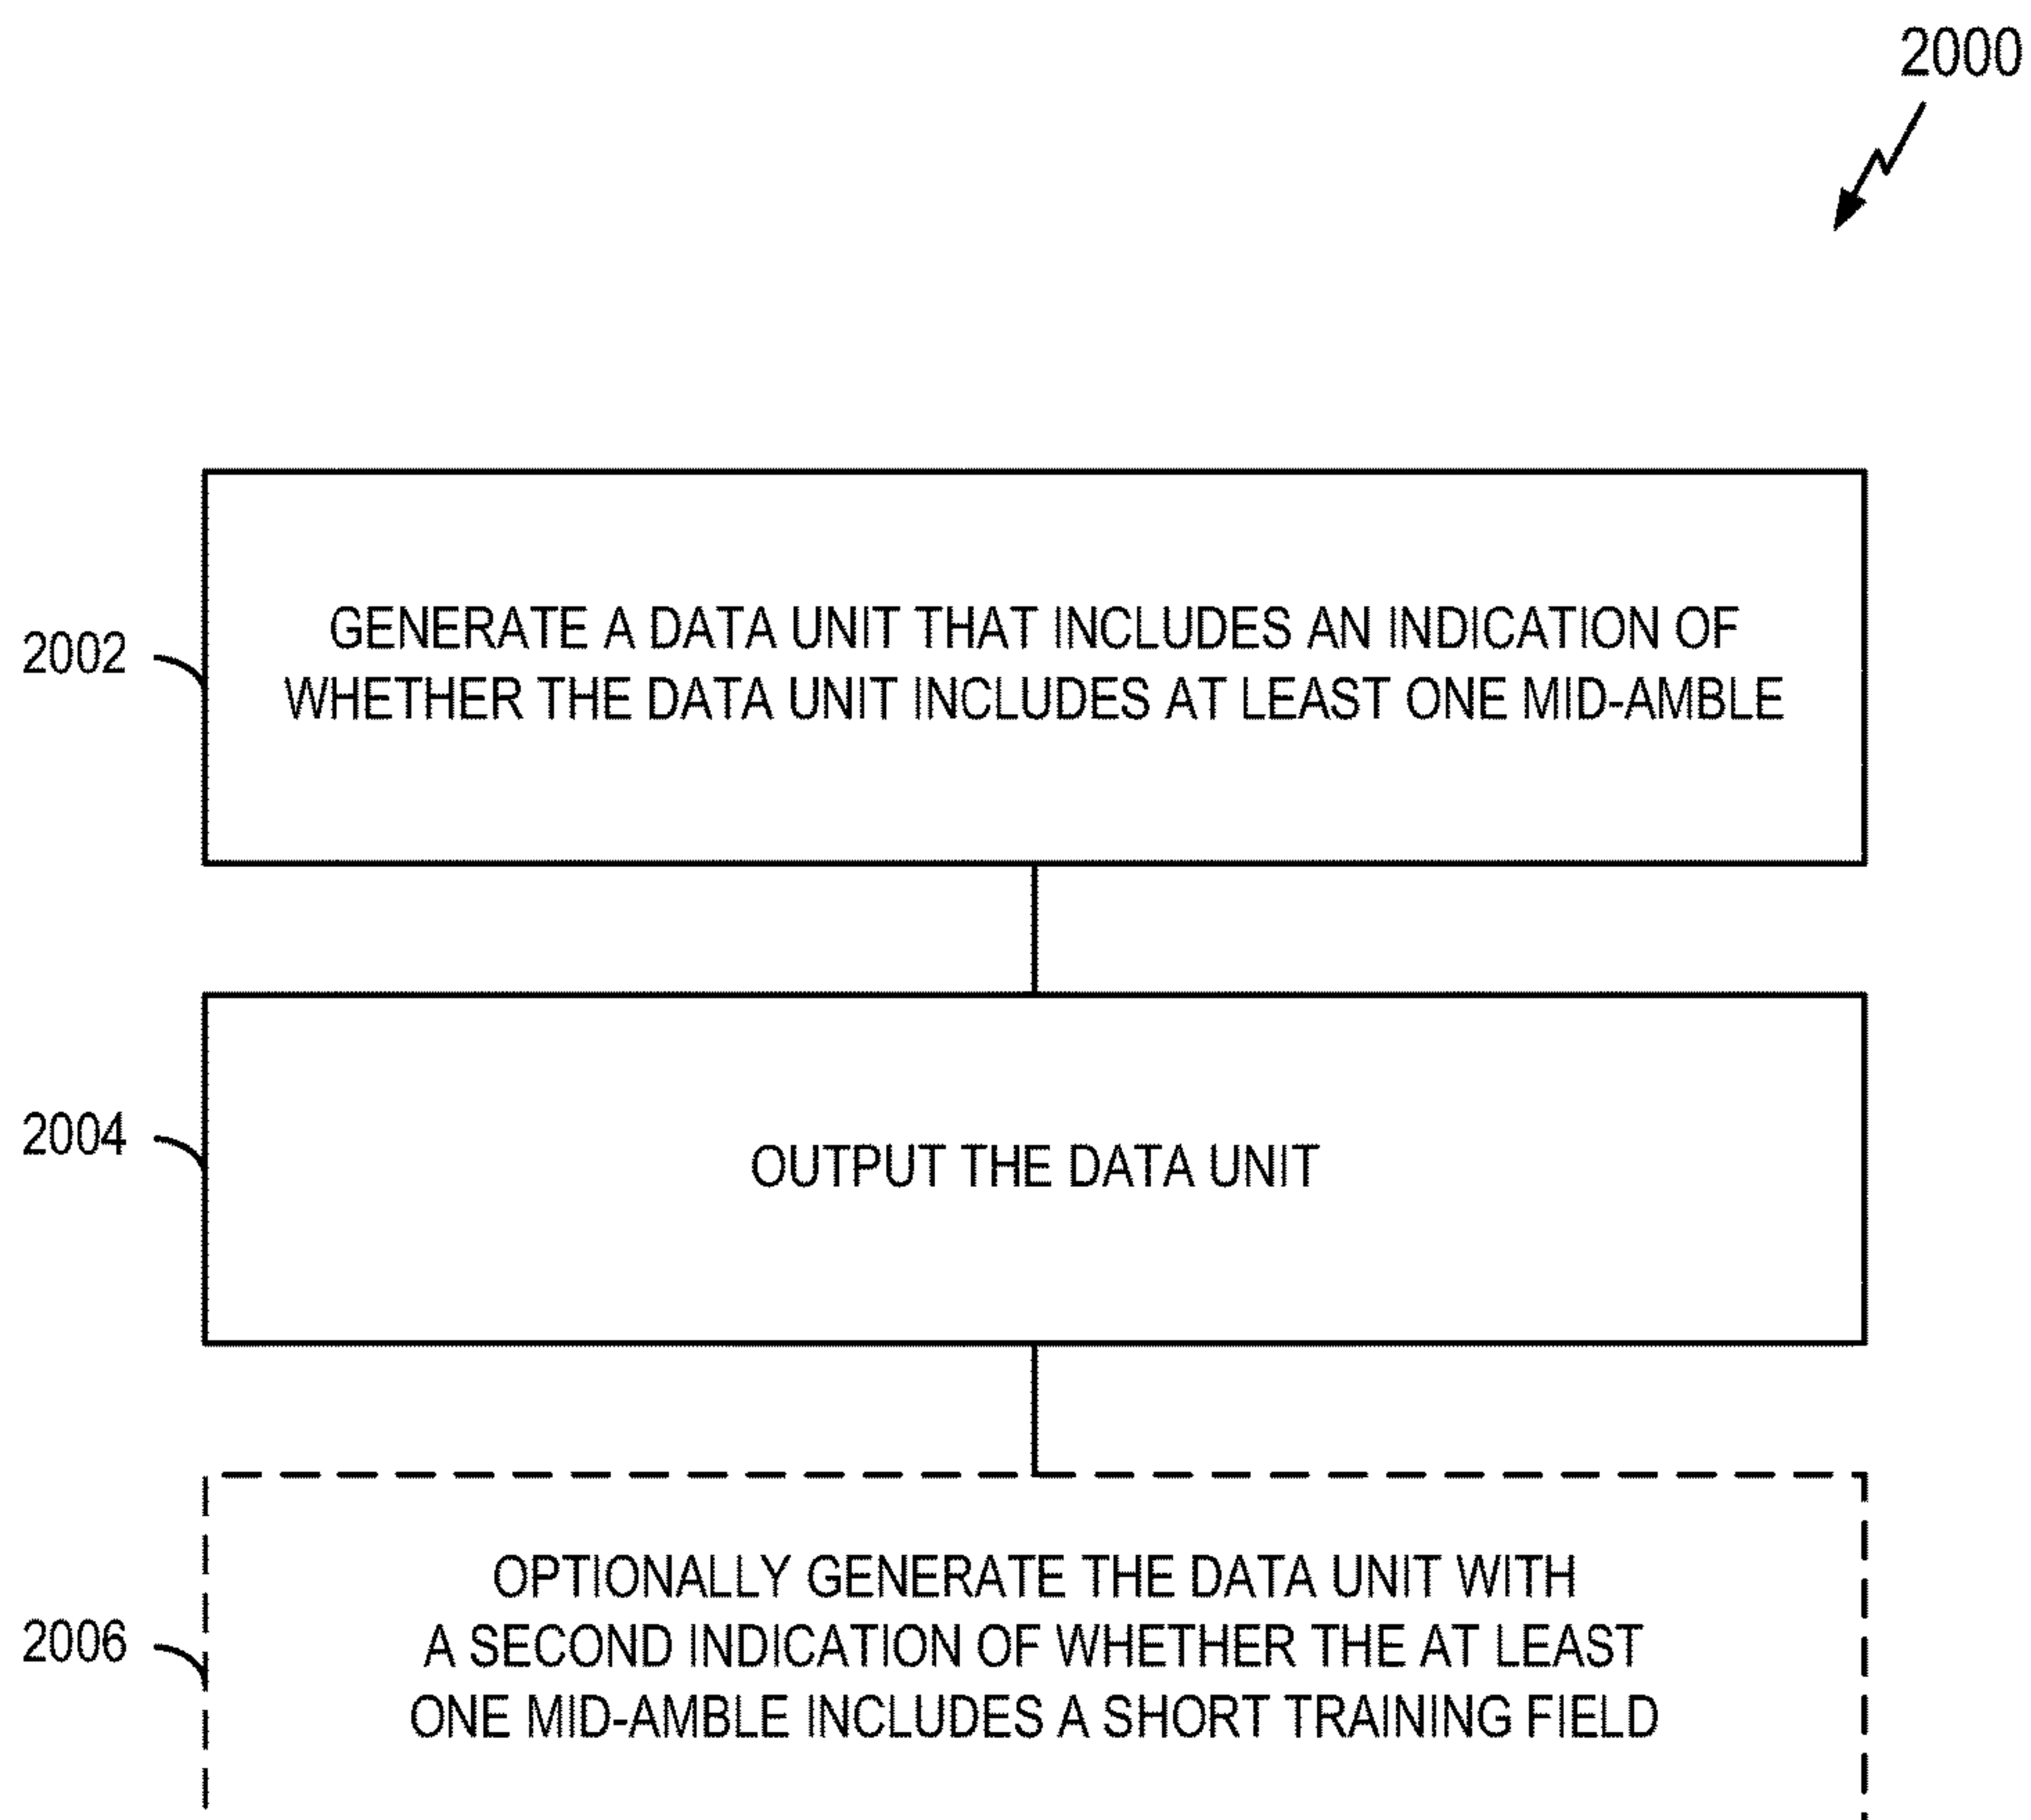 2000
2002
GENERATE A DATA UNIT THAT INCLUDES AN INDICATION OF
WHETHER THE DATA UNIT INCLUDES AT LEAST ONE MID-AMBLE
2004
OUTPUT THE DATA UNIT
2006
OPTIONALLY GENERATE THE DATA UNIT WITH
A SECOND INDICATION OF WHETHER THE AT LEAST
ONE MID-AMBLE INCLUDES A SHORT TRAINING FIELD